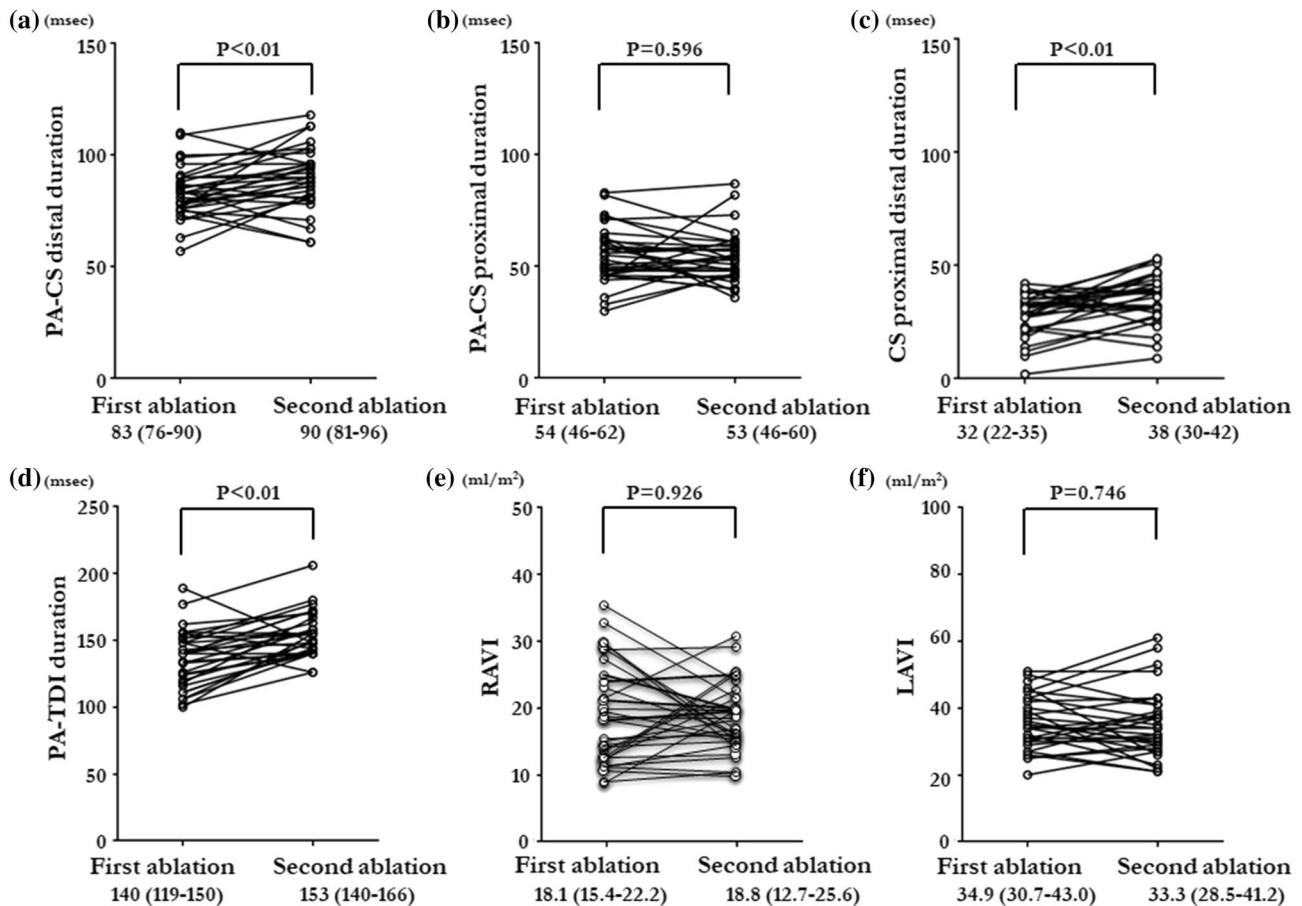 (a) (msec)
P<0.01
150
100
50
0
PA-CS distal duration
First ablation Second ablation
83 (76-90) 90 (81-96)
(b) (msec)
P=0.596
150
100
50
0
PA-CS proximal duration
First ablation Second ablation
54 (46-62) 53 (46-60)
(c) (msec)
P<0.01
150
100
50
0
CS proximal distal duration
First ablation Second ablation
32 (22-35) 38 (30-42)
(d) (msec)
P<0.01
250
200
150
100
50
0
PA-TDI duration
First ablation Second ablation
140 (119-150) 153 (140-166)
(e) (ml/m²)
P=0.926
50
40
30
20
10
0
RAVI
First ablation Second ablation
18.1 (15.4-22.2) 18.8 (12.7-25.6)
(f) (ml/m²)
P=0.746
100
80
60
40
20
0
LAVI
First ablation Second ablation
34.9 (30.7-43.0) 33.3 (28.5-41.2)